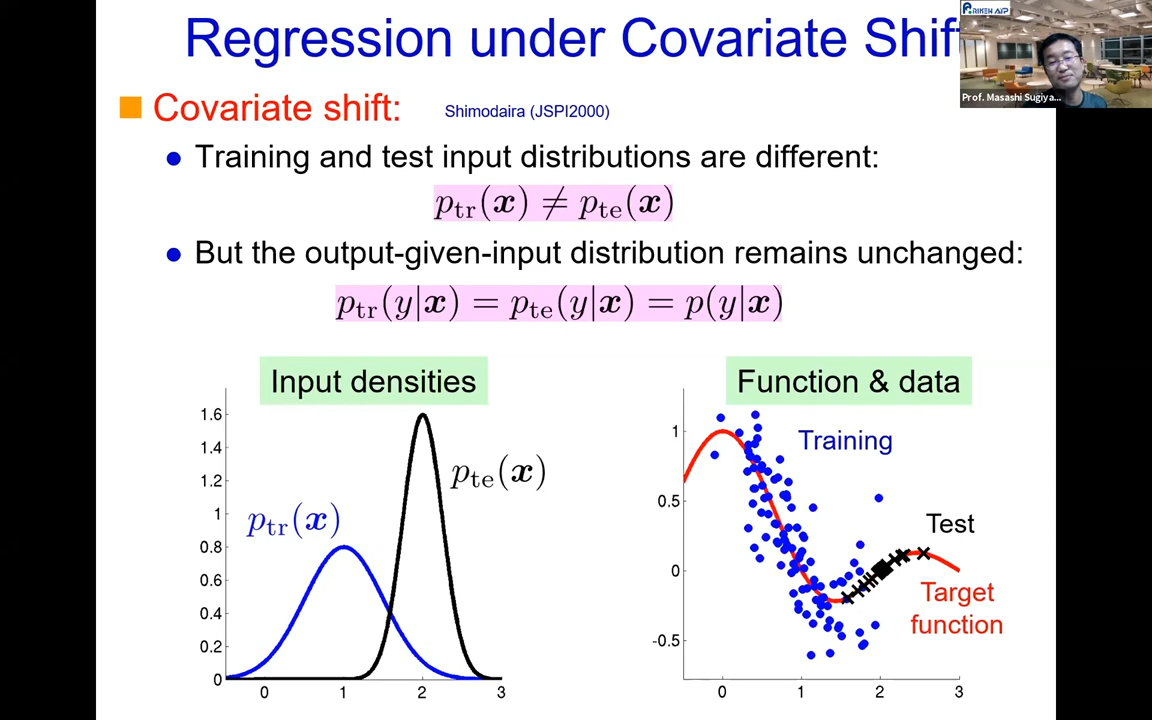 Regression under Covariate Shif
RIKEN AIP
Prof. Masashi Sugiya...
Covariate shift:
Shimodaira (JSPI2000)
Training and test input distributions are different:
p_tr(x) ≠ p_te(x)
But the output-given-input distribution remains unchanged:
p_tr(y|x) = p_te(y|x) = p(y|x)
Input densities
1.6
1.4
1.2
1
0.8
0.6
0.4
0.2
0
0 1 2 3
p_tr(x)
p_te(x)
Function & data
1
0.5
0
-0.5
0 1 2 3
Training
Test
Target
function